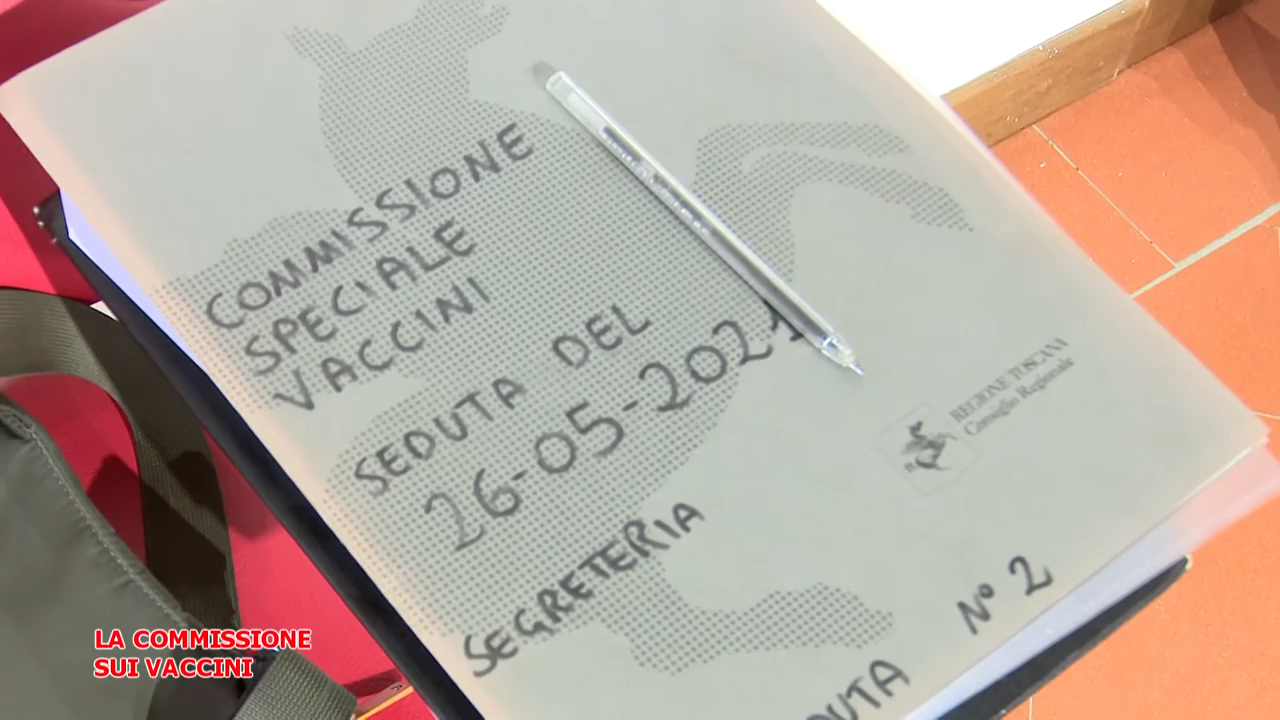 COMMISSIONE
SPECIALE
VACCINI
SEDUTA DEL
26-05-2021
SEGRETERIA
REGIONE TOSCANA
Consiglio Regionale
N° 2
LA COMMISSIONE
SUI VACCINI